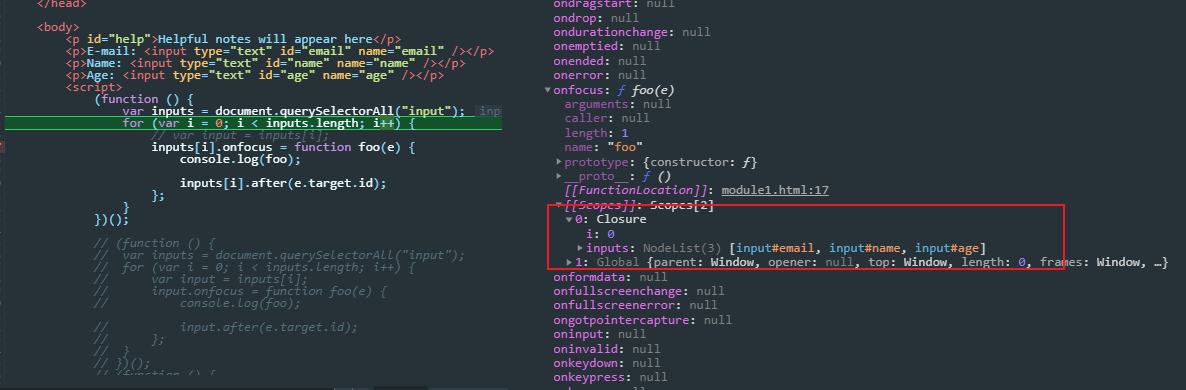 </head>
<body>
<p id="help">Helpful notes will appear here</p>
<p>E-mail: <input type="text" id="email" name="email" /></p>
<p>Name: <input type="text" id="name" name="name" /></p>
<p>Age: <input type="text" id="age" name="age" /></p>
<script>
(function () {
var inputs = document.querySelectorAll("input"); inp
for (var i = 0; i < inputs.length; i++) {
// var input = inputs[i];
inputs[i].onfocus = function foo(e) {
console.log(foo);
inputs[i].after(e.target.id);
};
}
})();
// (function () {
// var inputs = document.querySelectorAll("input");
// for (var i = 0; i < inputs.length; i++) {
// var input = inputs[i];
// input.onfocus = function foo(e) {
// console.log(foo);
// input.after(e.target.id);
// };
// }
// })();
// (function () {
ondragstart: null
ondrop: null
ondurationchange: null
onemptied: null
onended: null
onerror: null
onfocus: ƒ foo(e)
arguments: null
caller: null
length: 1
name: "foo"
prototype: {constructor: ƒ}
__proto__: ƒ ()
[[FunctionLocation]]: module1.html:17
[[Scopes]]: Scopes[2]
0: Closure
i: 0
inputs: NodeList(3) [input#email, input#name, input#age]
1: Global {parent: Window, opener: null, top: Window, length: 0, frames: Window, …}
onformdata: null
onfullscreenchange: null
onfullscreenerror: null
ongotpointercapture: null
oninput: null
oninvalid: null
onkeydown: null
onkeypress: null